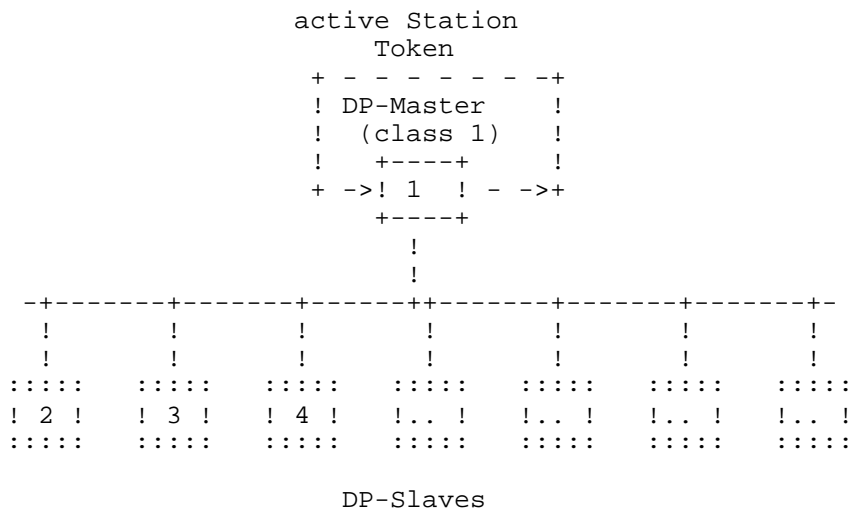 active Station
Token
+ - - - - - - -+
! DP-Master !
! (class 1) !
! +----+ !
+ ->! 1 ! - ->+
+----+
!
!
-+-------+-------+------++-------+-------+-------+-
! ! ! ! ! ! !
! ! ! ! ! ! !
::::: ::::: ::::: ::::: ::::: ::::: :::::
! 2 ! ! 3 ! ! 4 ! !.. ! !.. ! !.. ! !.. !
::::: ::::: ::::: ::::: ::::: ::::: :::::
DP-Slaves